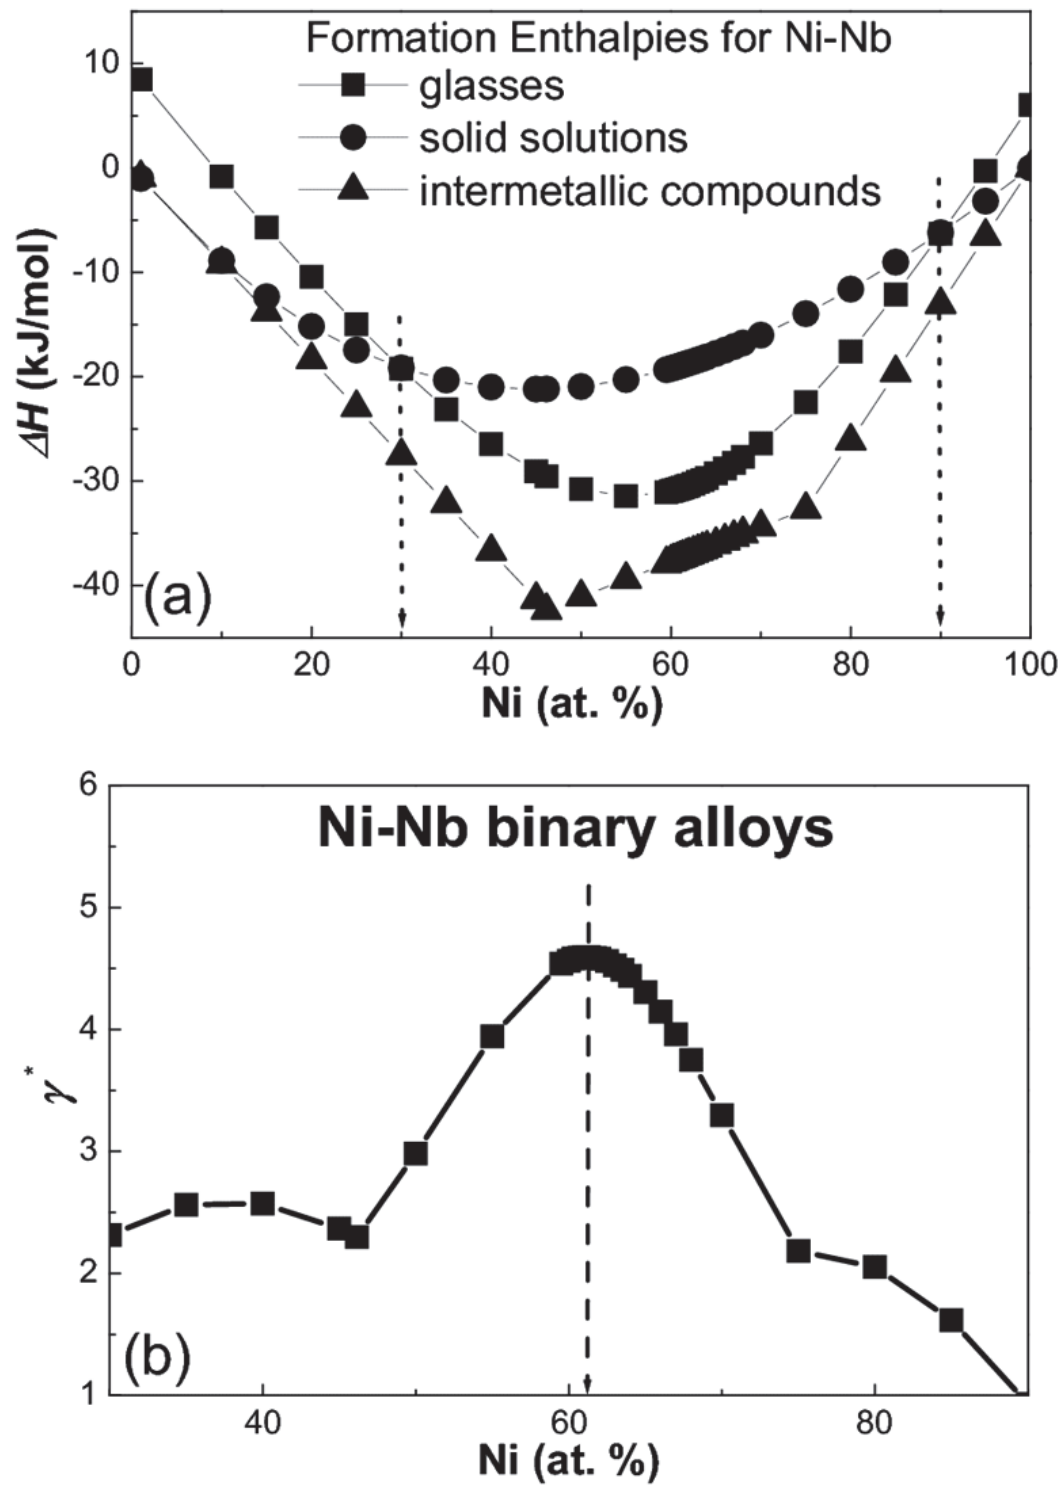 Formation Enthalpies for Ni-Nb
glasses
solid solutions
intermetallic compounds
10
0
-10
-20
-30
-40
ΔH (kJ/mol)
(a)
0 20 40 60 80 100
Ni (at. %)
Ni-Nb binary alloys
6
5
4
3
2
1
γ*
(b)
40 60 80
Ni (at. %)